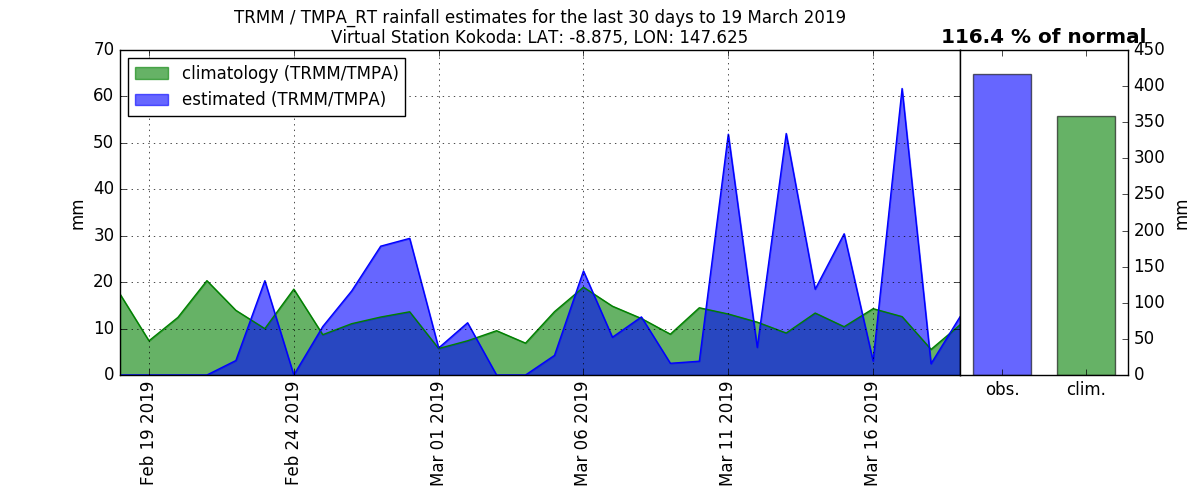 TRMM / TMPA_RT rainfall estimates for the last 30 days to 19 March 2019
Virtual Station Kokoda: LAT: -8.875, LON: 147.625
116.4 % of normal
climatology (TRMM/TMPA)
estimated (TRMM/TMPA)
70
60
50
40
30
20
10
0
mm
Feb 19 2019
Feb 24 2019
Mar 01 2019
Mar 06 2019
Mar 11 2019
Mar 16 2019
obs.
clim.
450
400
350
300
250
200
150
100
50
0
mm